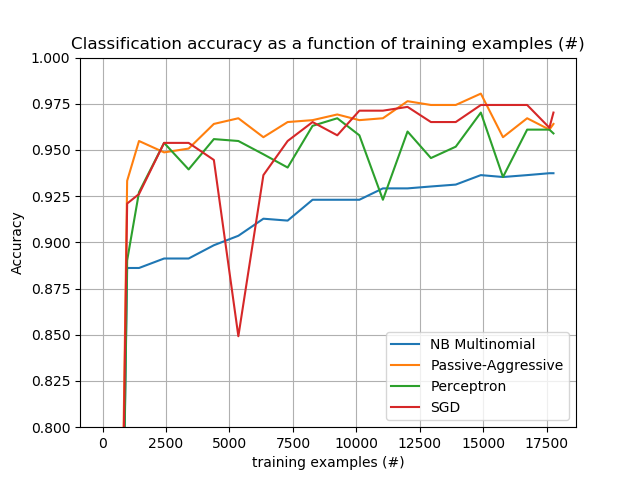 Classification accuracy as a function of training examples (#)
1.000
0.975
0.950
0.925
0.900
0.875
0.850
0.825
0.800
Accuracy
NB Multinomial
Passive-Aggressive
Perceptron
SGD
0 2500 5000 7500 10000 12500 15000 17500
training examples (#)